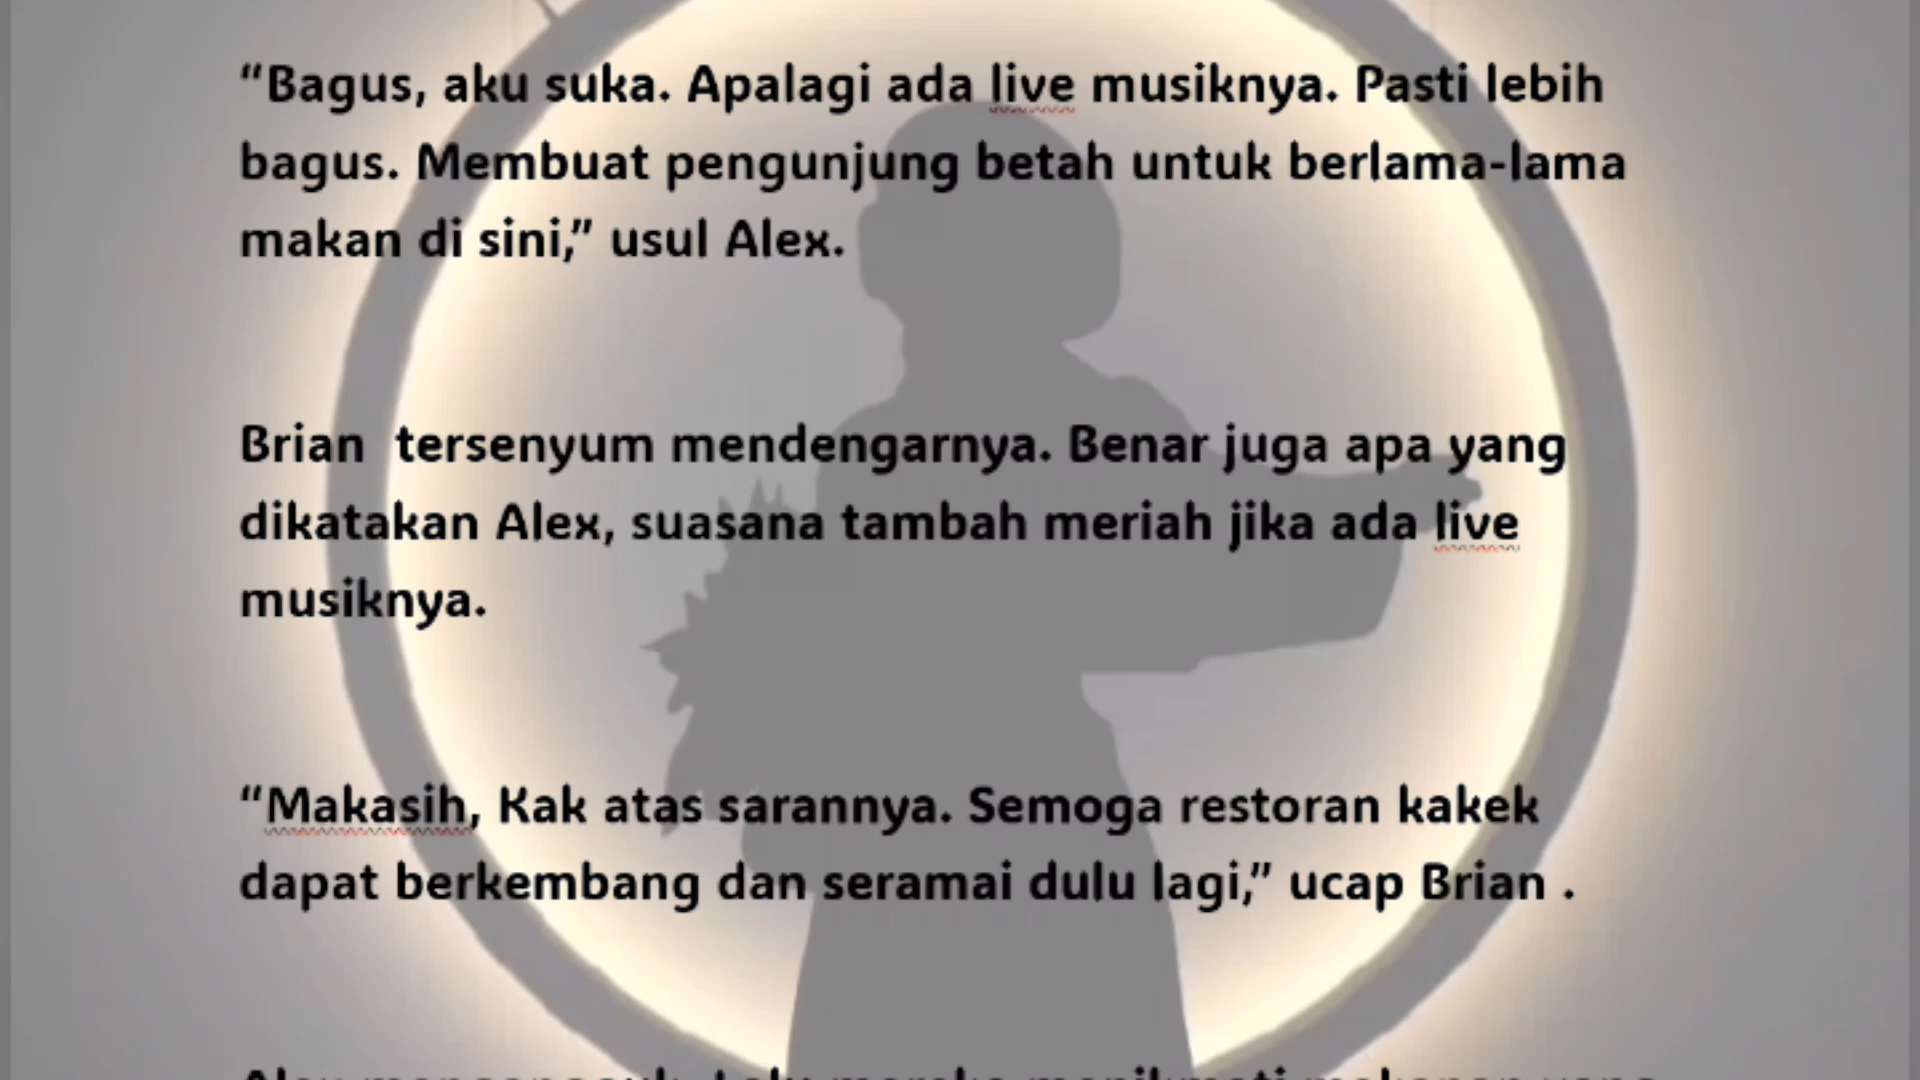 “Bagus, aku suka. Apalagi ada live musiknya. Pasti lebih
bagus. Membuat pengunjung betah untuk berlama-lama
makan di sini,” usul Alex.
Brian  tersenyum mendengarnya. Benar juga apa yang
dikatakan Alex, suasana tambah meriah jika ada live
musiknya.
“Makasih, Kak atas sarannya. Semoga restoran kakek
dapat berkembang dan seramai dulu lagi,” ucap Brian .